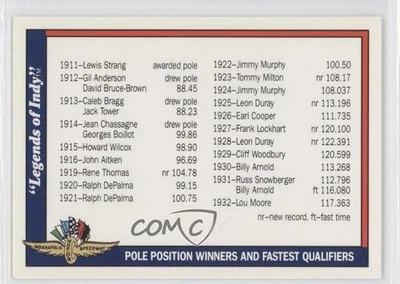 "Legends of Indy"™
1911–Lewis Strang awarded pole
1912–Gil Anderson drew pole
David Bruce-Brown 88.45
1913–Caleb Bragg drew pole
Jack Tower 88.23
1914–Jean Chassagne drew pole
Georges Boillot 99.86
1915–Howard Wilcox 98.90
1916–John Aitken 96.69
1919–Rene Thomas nr 104.78
1920–Ralph DePalma 99.15
1921–Ralph DePalma 100.75
1922–Jimmy Murphy 100.50
1923–Tommy Milton nr 108.17
1924–Jimmy Murphy 108.037
1925–Leon Duray nr 113.196
1926–Earl Cooper 111.735
1927–Frank Lockhart nr 120.100
1928–Leon Duray nr 122.391
1929–Cliff Woodbury 120.599
1930–Billy Arnold 113.268
1931–Russ Snowberger 112.796
Billy Arnold ft 116.080
1932–Lou Moore 117.363
nr–new record, ft–fast time
COMC
INDIANAPOLIS SPEEDWAY
POLE POSITION WINNERS AND FASTEST QUALIFIERS